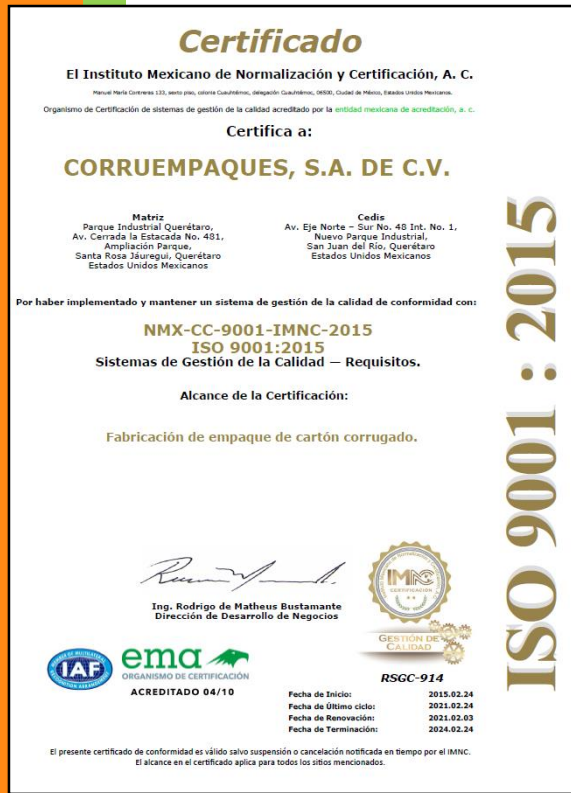 Certificado
El Instituto Mexicano de Normalización y Certificación, A. C.
Manuel María Contreras 133, sexto piso, colonia Cuauhtémoc, delegación Cuauhtémoc, 06500, Ciudad de México, Estados Unidos Mexicanos.
Organismo de Certificación de sistemas de gestión de la calidad acreditado por la entidad mexicana de acreditación, a. c.
Certifica a:
CORRUEMPAQUES, S.A. DE C.V.
Matriz
Parque Industrial Querétaro,
Av. Cerrada la Estacada No. 481,
Ampliación Parque,
Santa Rosa Jáuregui, Querétaro
Estados Unidos Mexicanos
Cedis
Av. Eje Norte – Sur No. 48 Int. No. 1,
Nuevo Parque Industrial,
San Juan del Río, Querétaro
Estados Unidos Mexicanos
Por haber implementado y mantener un sistema de gestión de la calidad de conformidad con:
NMX-CC-9001-IMNC-2015
ISO 9001:2015
Sistemas de Gestión de la Calidad — Requisitos.
Alcance de la Certificación:
Fabricación de empaque de cartón corrugado.
ISO 9001 : 2015
Ing. Rodrigo de Matheus Bustamante
Dirección de Desarrollo de Negocios
IMNC
CERTIFICACIÓN
GESTIÓN DE
CALIDAD
IAF
ema
ORGANISMO DE CERTIFICACIÓN
ACREDITADO 04/10
RSGC-914
Fecha de Inicio: 2015.02.24
Fecha de Último ciclo: 2021.02.24
Fecha de Renovación: 2021.02.03
Fecha de Terminación: 2024.02.24
El presente certificado de conformidad es válido salvo suspensión o cancelación notificada en tiempo por el IMNC.
El alcance en el certificado aplica para todos los sitios mencionados.